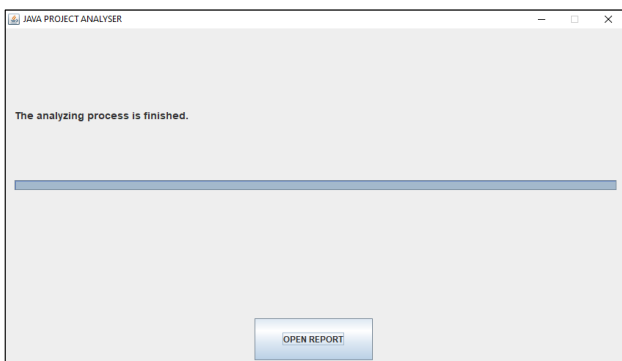 JAVA PROJECT ANALYSER
The analyzing process is finished.
OPEN REPORT